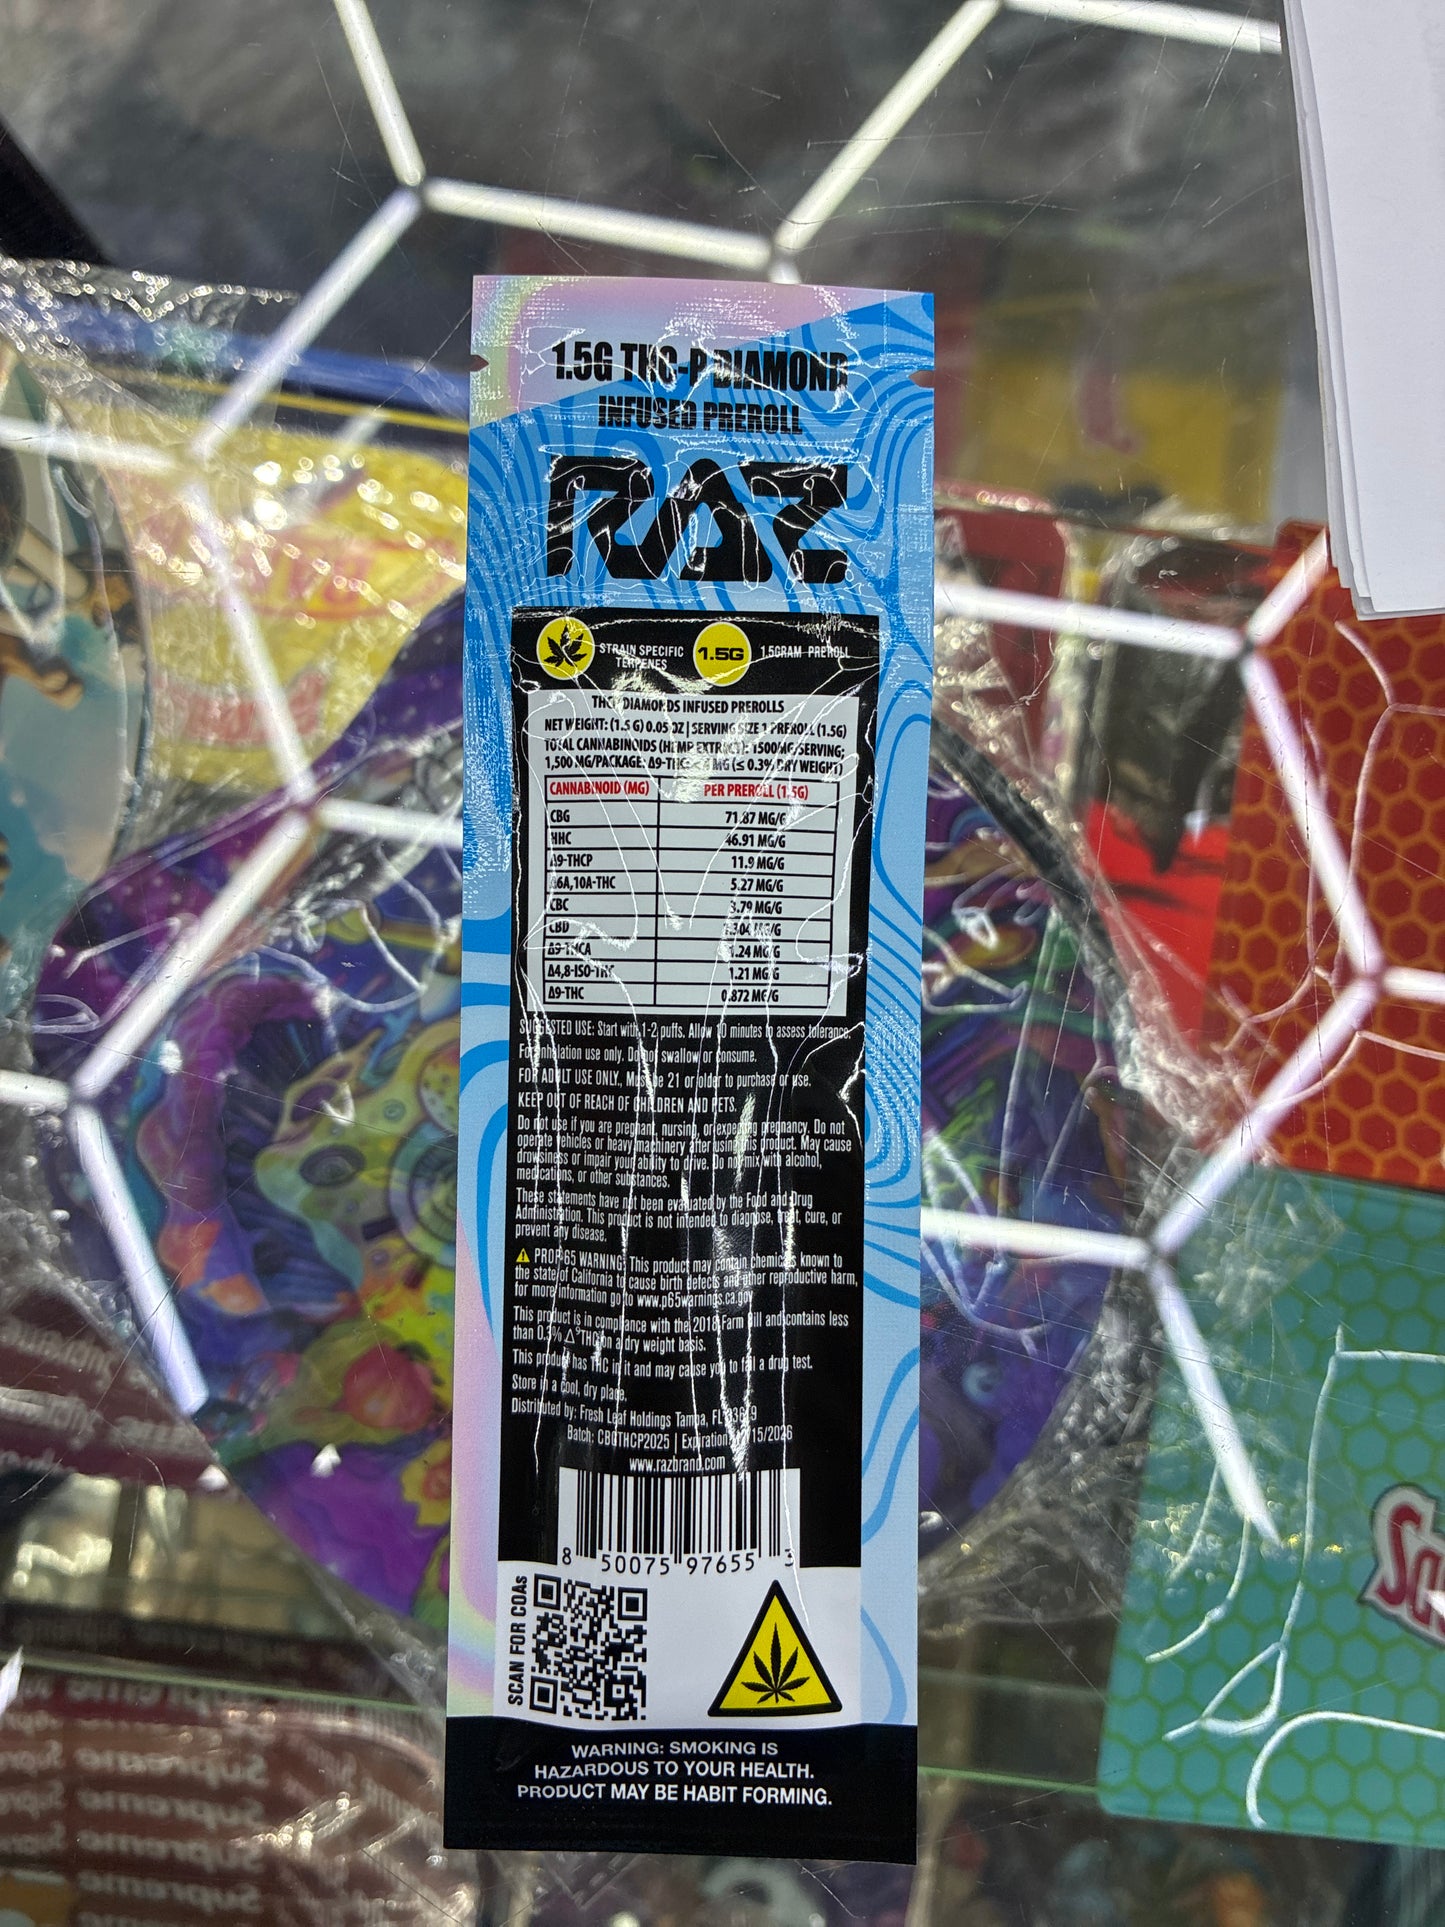 1.5G THC-P DIAMOND
INFUSED PREROLL
RAZ
STRAIN SPECIFIC
TERPENES
1.5G
1.5GRAM PREROLL
THCP DIAMONDS INFUSED PREROLLS
NET WEIGHT: (1.5 G) 0.05 OZ | SERVING SIZE 1 PREROLL (1.5G)
TOTAL CANNABINOIDS (HEMP EXTRACT): 1500MG/SERVING;
1,500 MG/PACKAGE; Δ9-THC: MG (≤ 0.3% DRY WEIGHT)
CANNABINOID (MG) PER PREROLL (1.5G)
CBG 71.87 MG/G
HHC 46.91 MG/G
Δ9-THCP 11.9 MG/G
Δ6A,10A-THC 5.27 MG/G
CBC 3.79 MG/G
CBD MG/G
Δ9-THCA 1.24 MG/G
Δ4,8-ISO-THC 1.21 MG/G
Δ9-THC 0.872 MG/G
SUGGESTED USE: Start with 1-2 puffs. Allow 10 minutes to assess tolerance.
For inhalation use only. Do not swallow or consume.
FOR ADULT USE ONLY., Must be 21 or older to purchase or use.
KEEP OUT OF REACH OF CHILDREN AND PETS.
Do not use if you are pregnant, nursing, or expecting pregnancy. Do not
operate vehicles or heavy machinery after using this product. May cause
drowsiness or impair your ability to drive. Do not mix with alcohol,
medications, or other substances.
These statements have not been evaluated by the Food and Drug
Administration. This product is not intended to diagnose, treat, cure, or
prevent any disease.
PROP 65 WARNING: This product may contain chemicals known to
the state of California to cause birth defects and other reproductive harm,
for more information go to www.p65warnings.ca.gov
This product is in compliance with the 2018 Farm Bill and contains less
than 0.3% Δ⁹THC on a dry weight basis.
This product has THC in it and may cause you to fail a drug test.
Store in a cool, dry place.
Distributed by: Fresh Leaf Holdings Tampa, FL
Batch: CBGTHCP2025 | Expiration:
www.razbrand.com
8 50075 97655 3
SCAN FOR COAs
WARNING: SMOKING IS
HAZARDOUS TO YOUR HEALTH.
PRODUCT MAY BE HABIT FORMING.
Supreme
Supreme
Supreme
Supreme